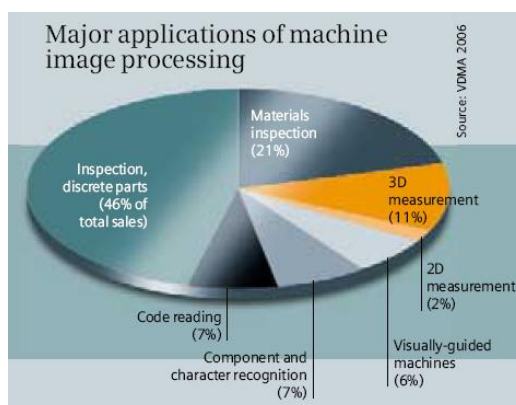 Major applications of machine
image processing
Source: VDMA 2006
Materials
inspection
(21%)
Inspection,
discrete parts
(46% of
total sales)
3D
measurement
(11%)
2D
measurement
(2%)
Code reading
(7%)
Visually-guided
machines
(6%)
Component and
character recognition
(7%)